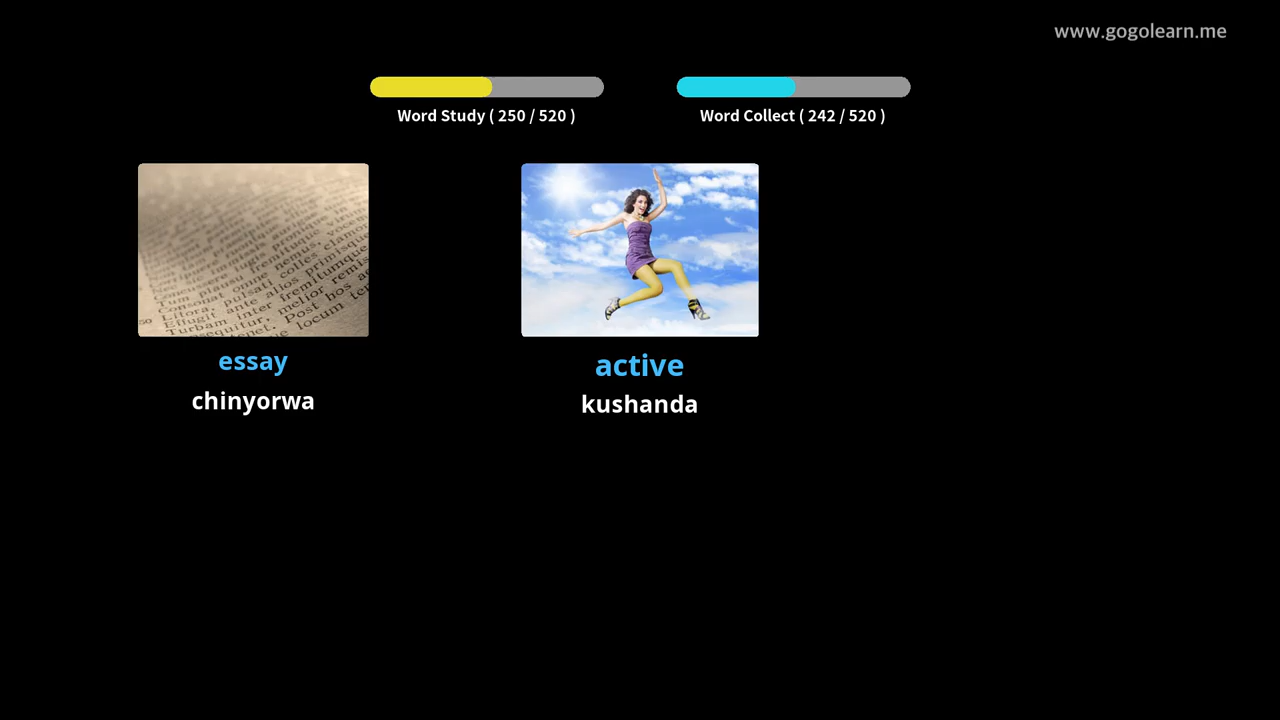 www.gogolearn.me
Word Study ( 250 / 520 )
Word Collect ( 242 / 520 )
essay
chinyorwa
active
kushanda